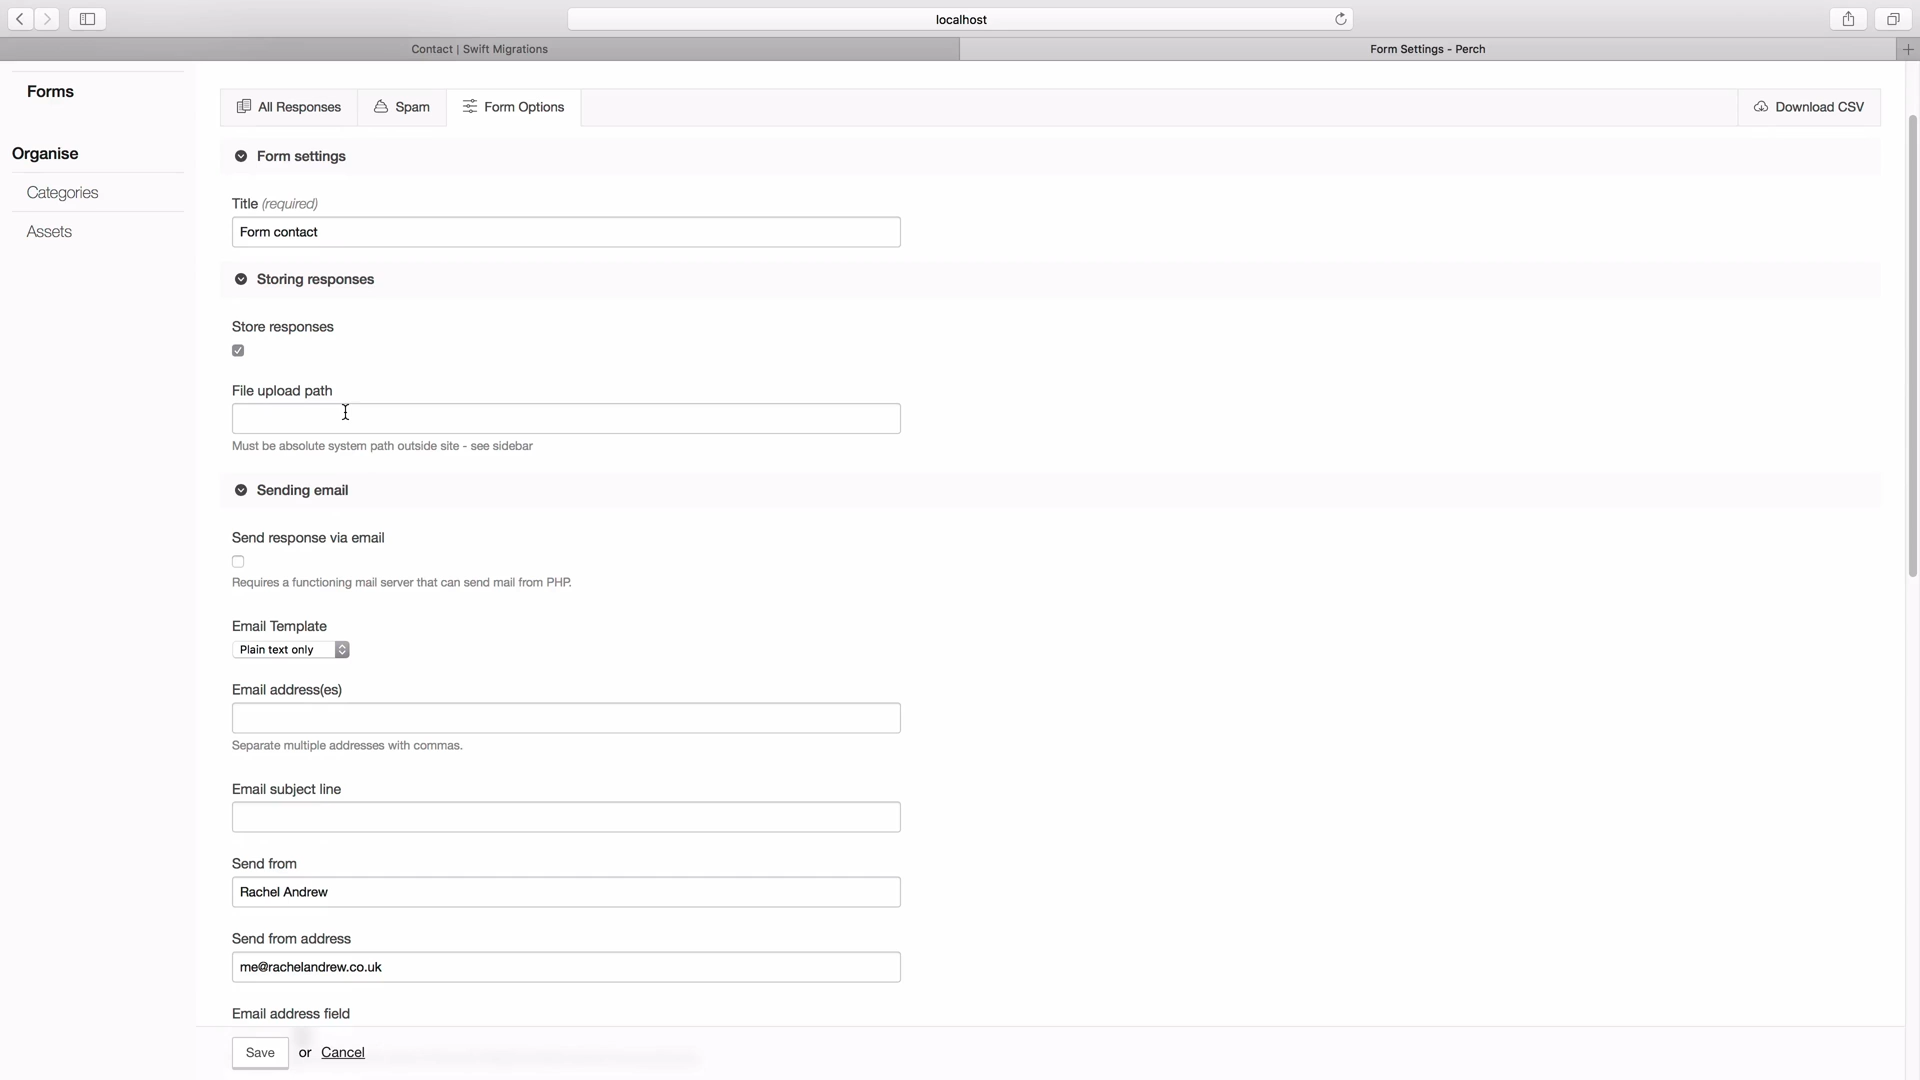 localhost
Contact | Swift Migrations
Form Settings - Perch
Forms
Organise
Categories
Assets
All Responses
Spam
Form Options
Download CSV
Form settings
Title (required)
Form contact
Storing responses
Store responses
File upload path
Must be absolute system path outside site - see sidebar
Sending email
Send response via email
Requires a functioning mail server that can send mail from PHP.
Email Template
Plain text only
Email address(es)
Separate multiple addresses with commas.
Email subject line
Send from
Rachel Andrew
Send from address
me@rachelandrew.co.uk
Email address field
Save or Cancel